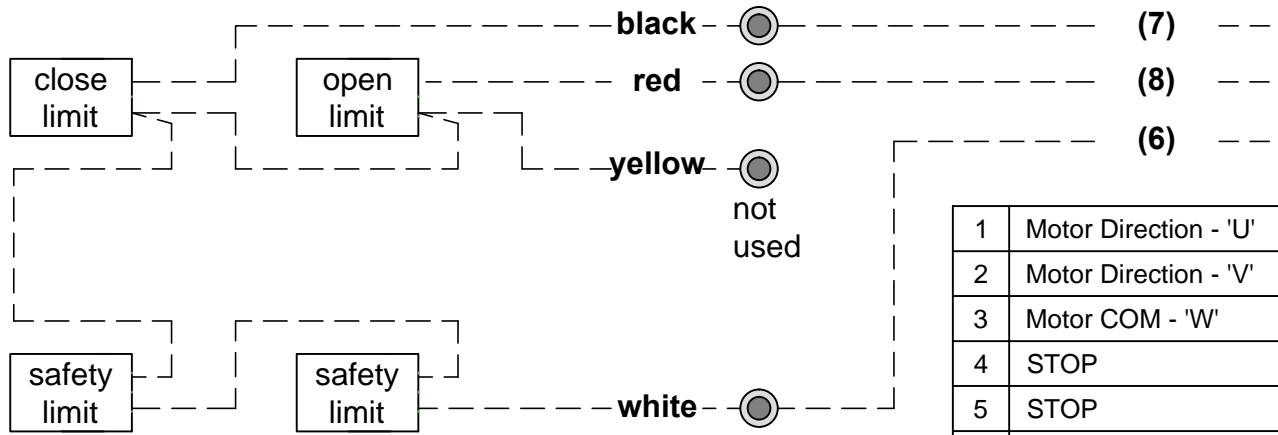 black (7)
close
limit
open
limit
red (8)
(6)
yellow
not
used
1 Motor Direction - 'U'
2 Motor Direction - 'V'
3 Motor COM - 'W'
4 STOP
5 STOP
safety
limit
safety
limit
white